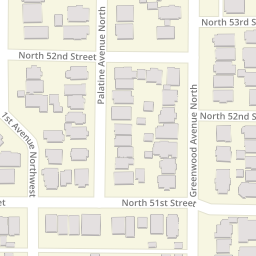 North 53rd S
North 52nd Street
Palatine Avenue North
Greenwood Avenue North
North 52nd
1st Avenue Northwest
North 51st Street
et